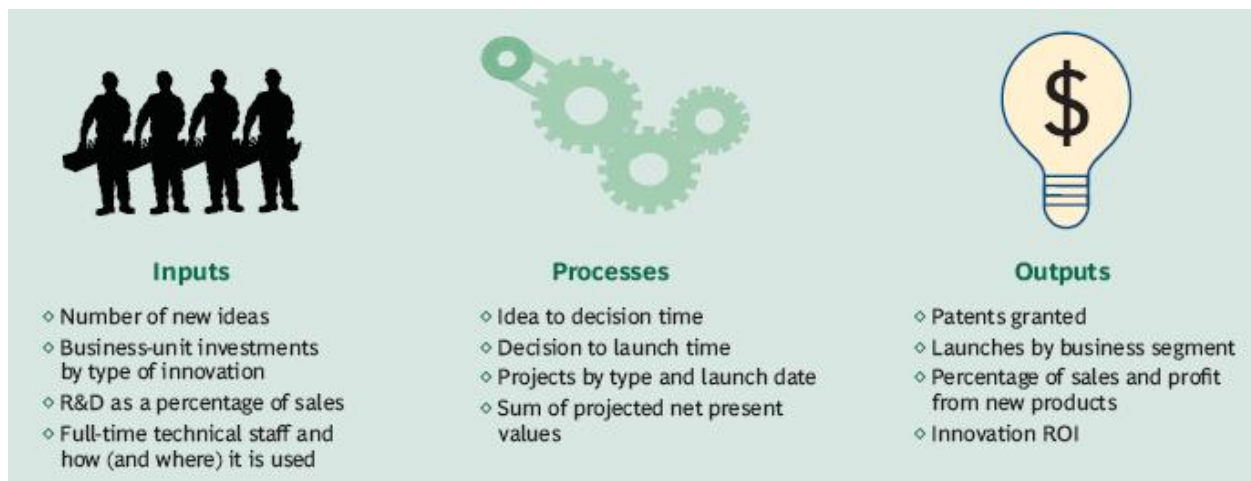 $
Inputs
◇ Number of new ideas
◇ Business-unit investments
by type of innovation
◇ R&D as a percentage of sales
◇ Full-time technical staff and
how (and where) it is used
Processes
◇ Idea to decision time
◇ Decision to launch time
◇ Projects by type and launch date
◇ Sum of projected net present
values
Outputs
◇ Patents granted
◇ Launches by business segment
◇ Percentage of sales and profit
from new products
◇ Innovation ROI